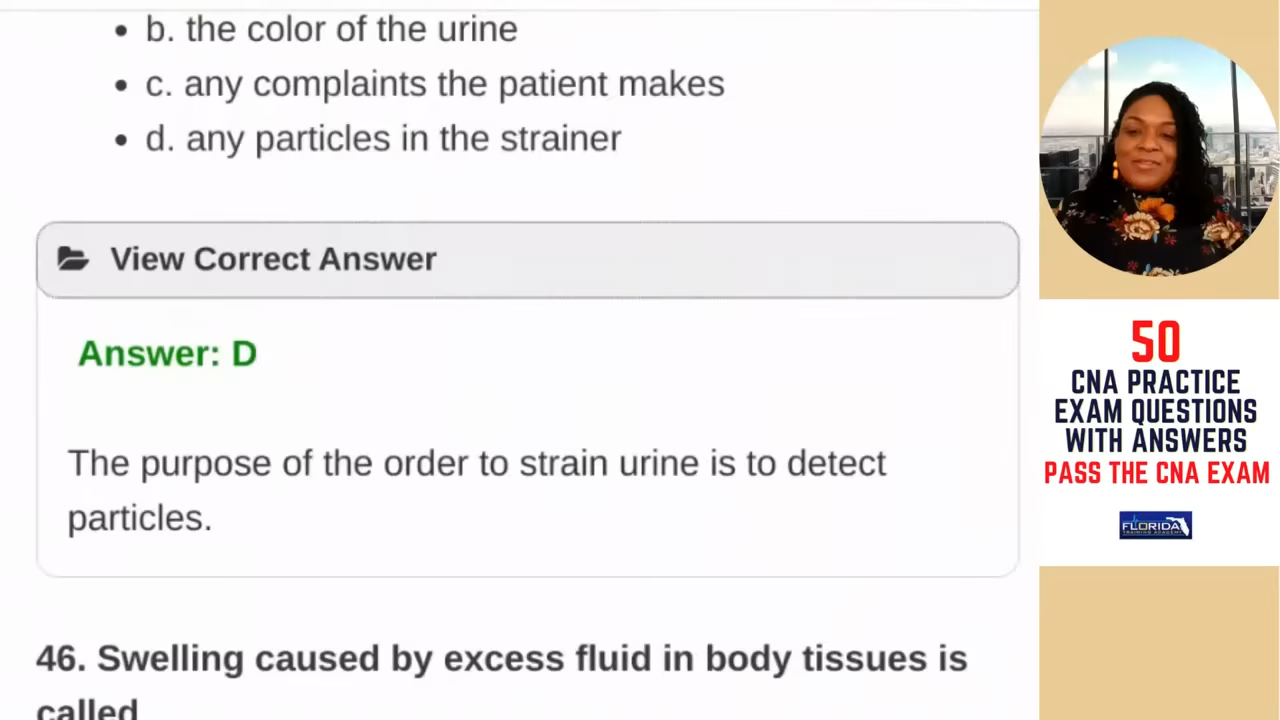 b. the color of the urine
c. any complaints the patient makes
d. any particles in the strainer
View Correct Answer
Answer: D
The purpose of the order to strain urine is to detect
particles.
46. Swelling caused by excess fluid in body tissues is
called
50
CNA PRACTICE
EXAM QUESTIONS
WITH ANSWERS
PASS THE CNA EXAM
FLORIDA
TRAINING ACADEMY